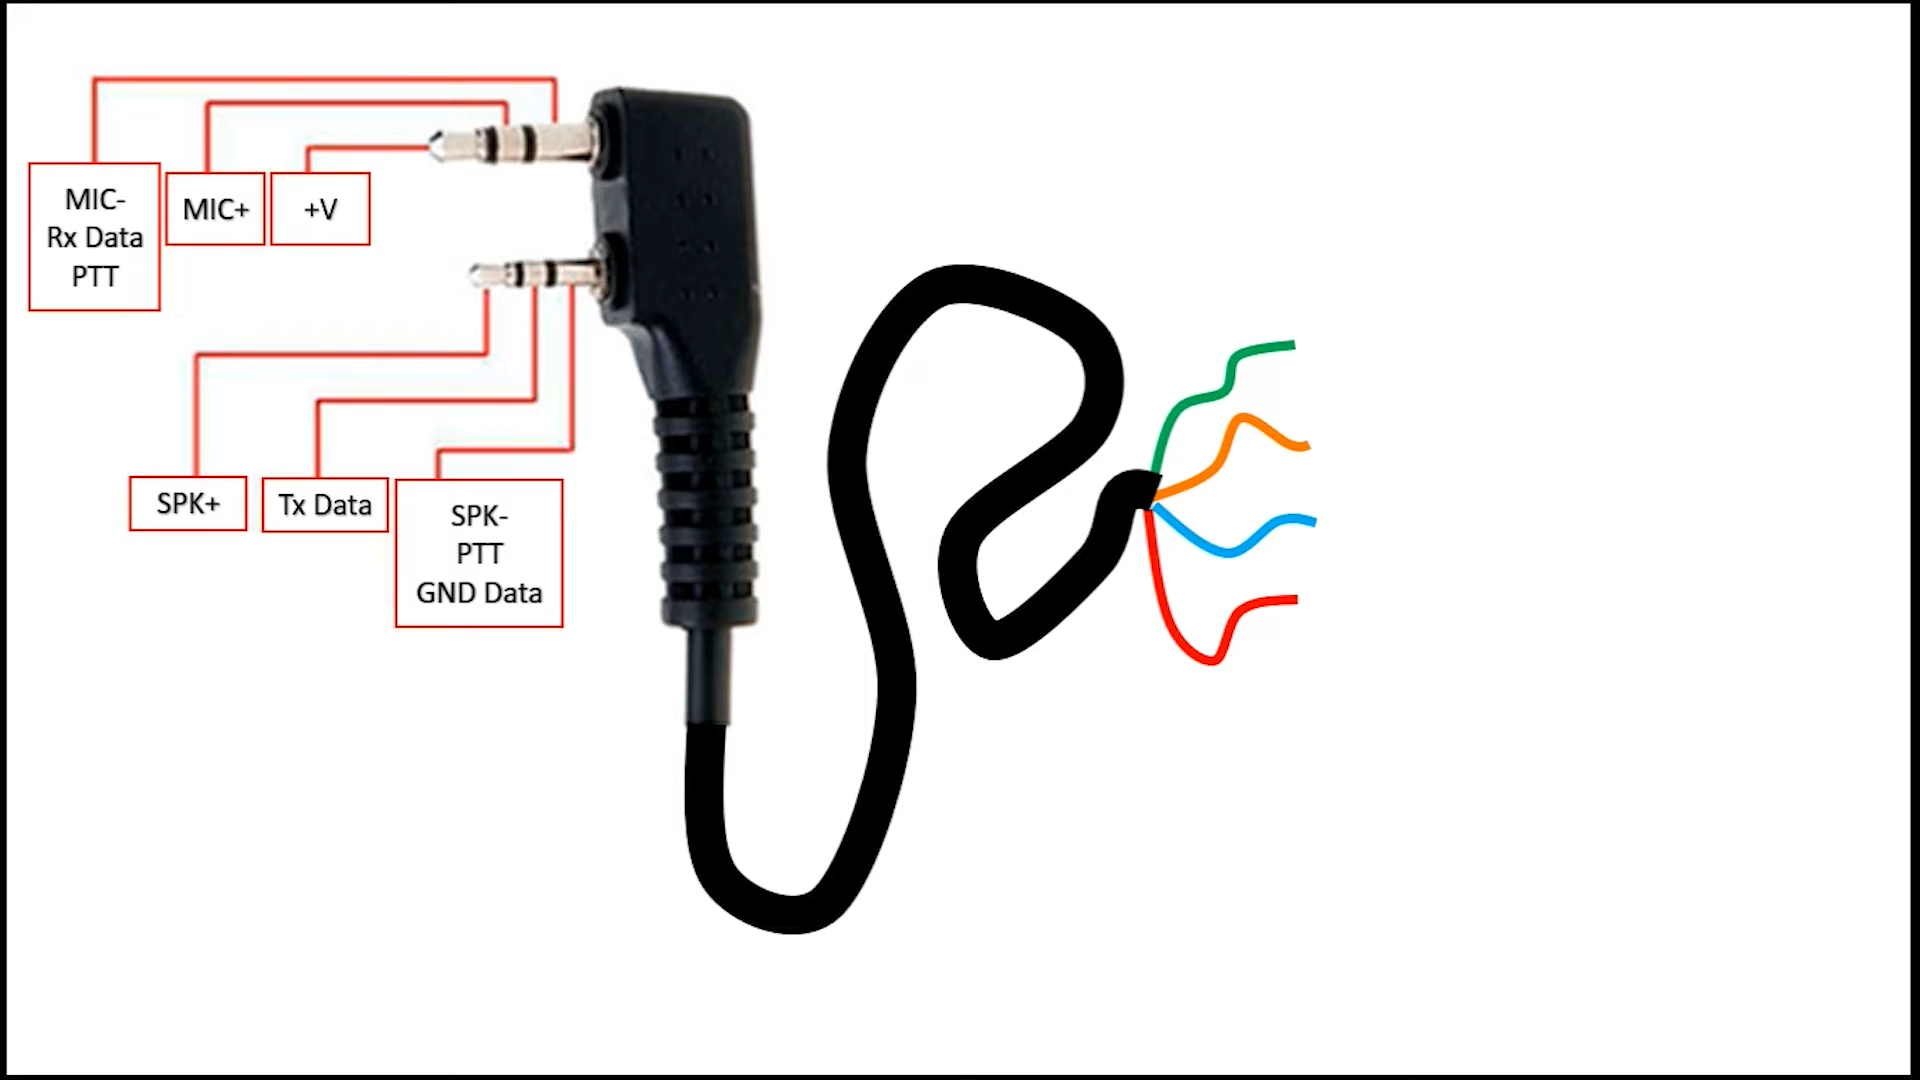 MIC-
Rx Data
PTT
MIC+
+V
SPK+
Tx Data
SPK-
PTT
GND Data